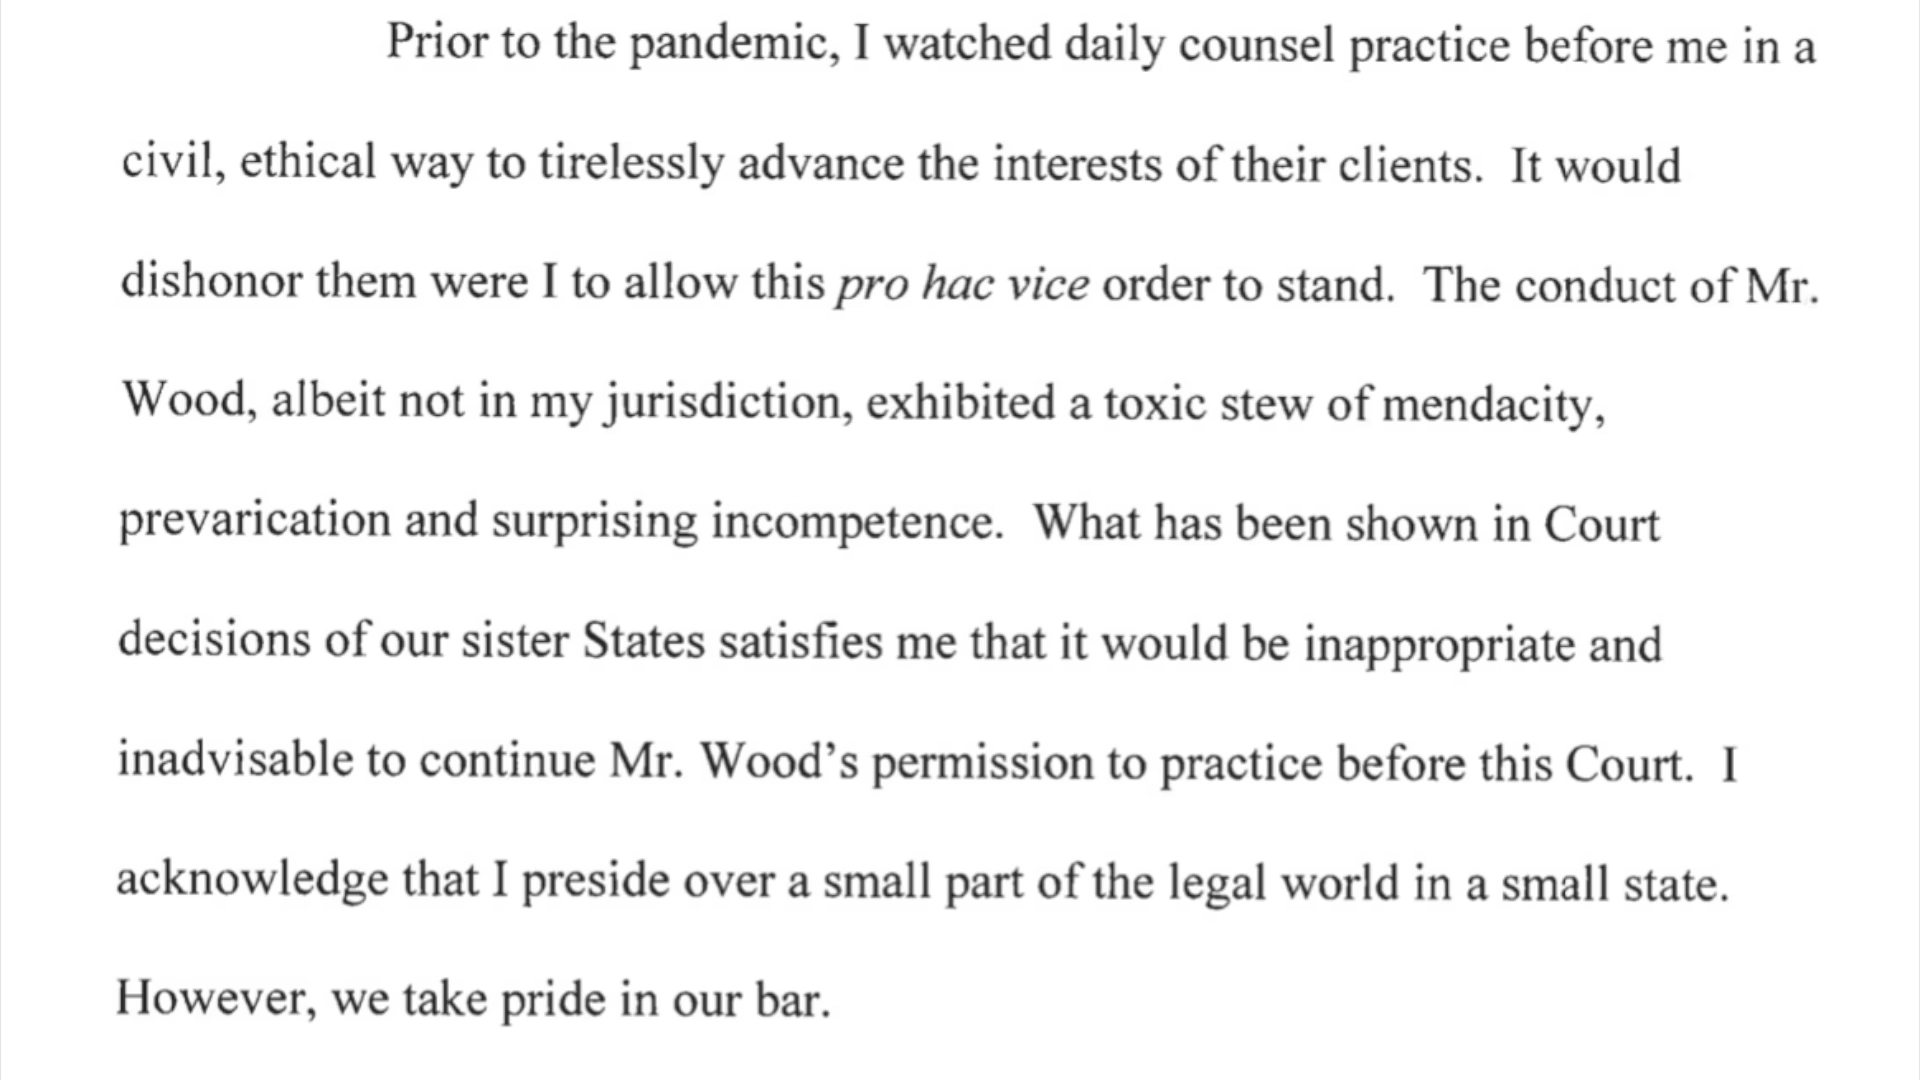 Prior to the pandemic, I watched daily counsel practice before me in a
civil, ethical way to tirelessly advance the interests of their clients.  It would
dishonor them were I to allow this pro hac vice order to stand.  The conduct of Mr.
Wood, albeit not in my jurisdiction, exhibited a toxic stew of mendacity,
prevarication and surprising incompetence.  What has been shown in Court
decisions of our sister States satisfies me that it would be inappropriate and
inadvisable to continue Mr.  Wood’s permission to practice before this Court.  I
acknowledge that I preside over a small part of the legal world in a small state.
However, we take pride in our bar.